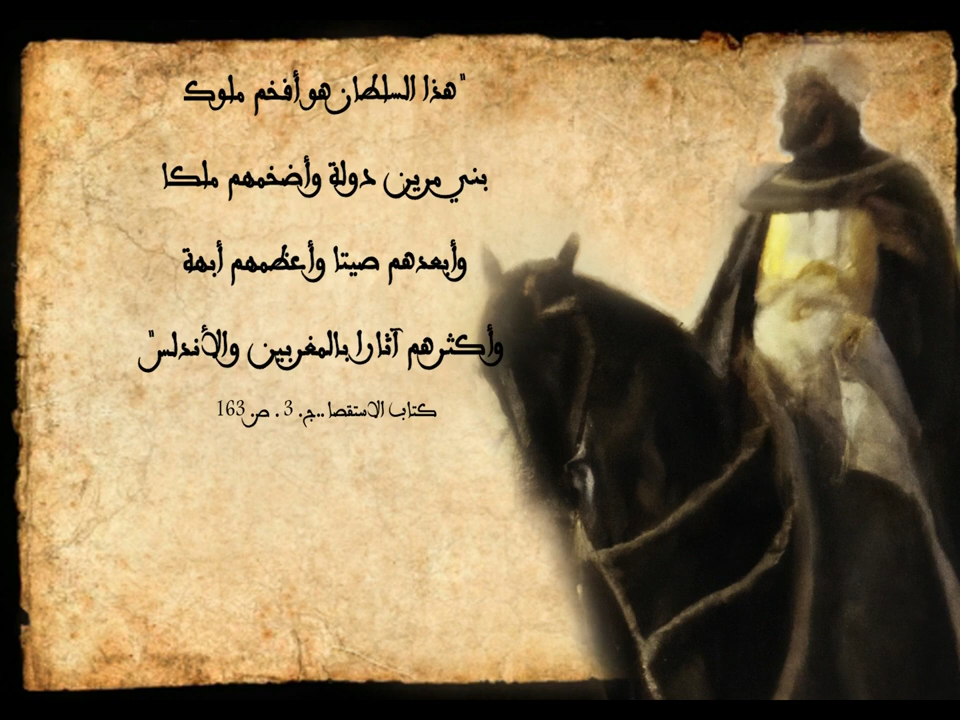 "هذا السلطان هو أفخم ملوك
بني مرين دولة وأضخمهم ملكا
وأبعدهم صيتا وأعظمهم أبهة
وأكثرهم آثارا بالمغربين والأندلس"
كتاب الاستقصا ..ج. 3 . ص. 163